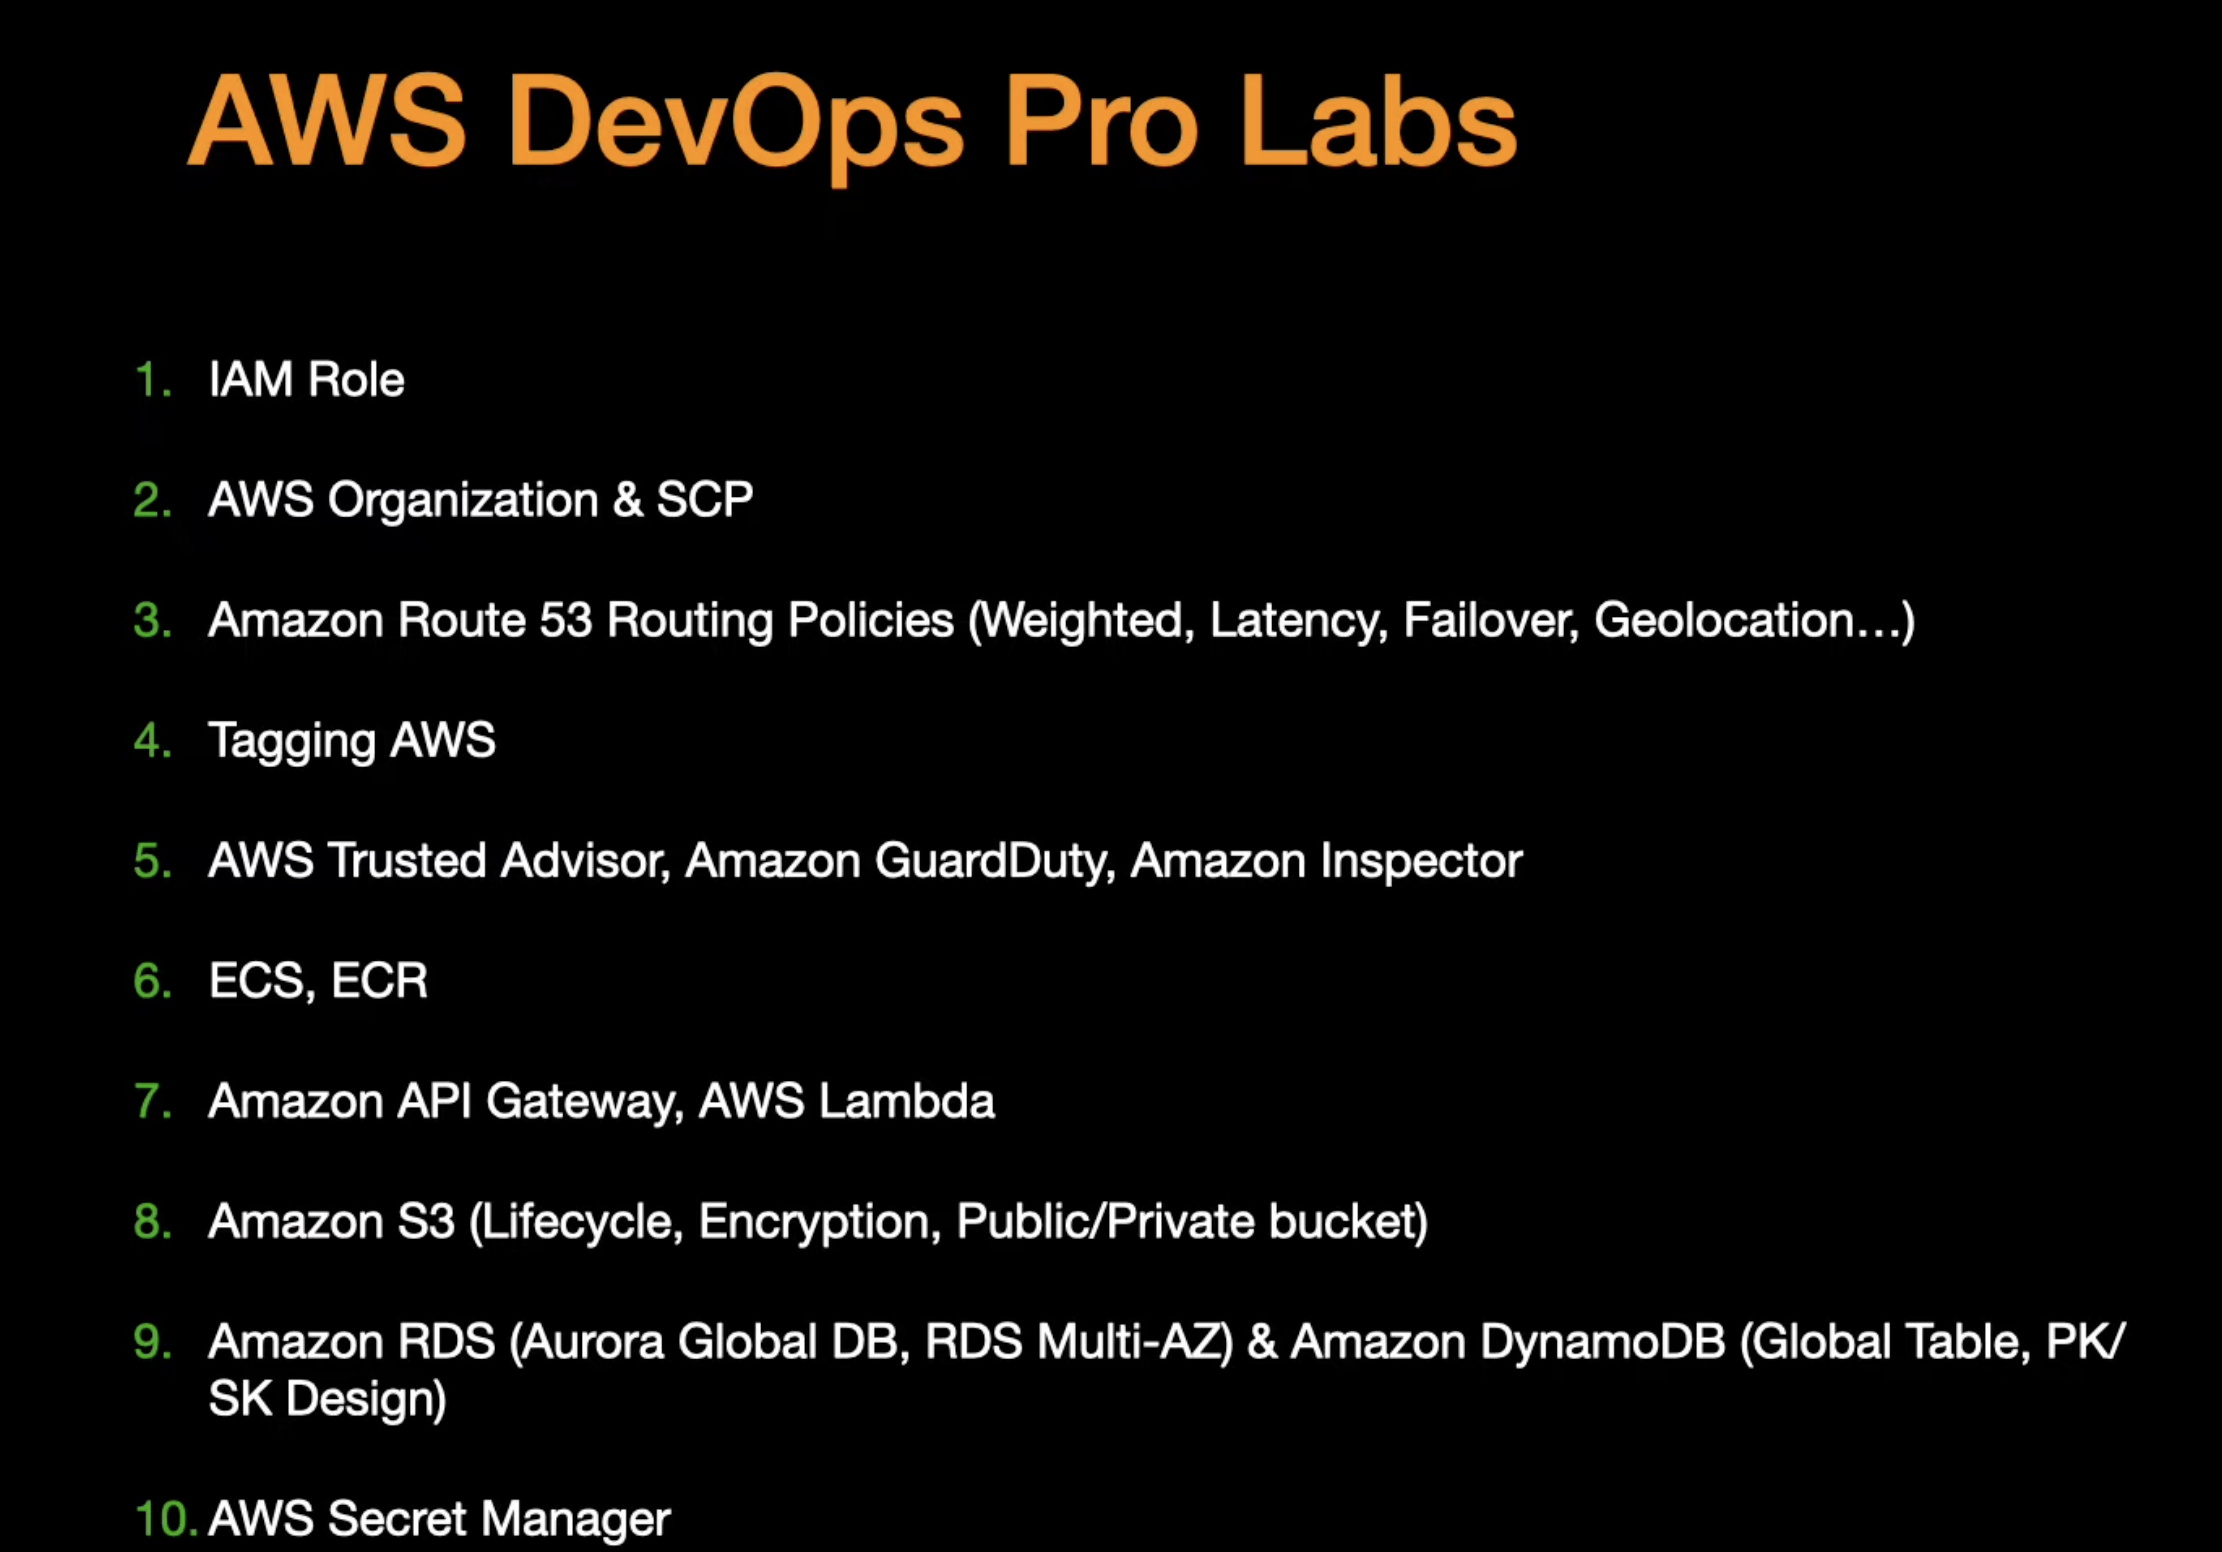 AWS DevOps Pro Labs
1. IAM Role
2. AWS Organization & SCP
3. Amazon Route 53 Routing Policies (Weighted, Latency, Failover, Geolocation…)
4. Tagging AWS
5. AWS Trusted Advisor, Amazon GuardDuty, Amazon Inspector
6. ECS, ECR
7. Amazon API Gateway, AWS Lambda
8. Amazon S3 (Lifecycle, Encryption, Public/Private bucket)
9. Amazon RDS (Aurora Global DB, RDS Multi-AZ) & Amazon DynamoDB (Global Table, PK/
SK Design)
10. AWS Secret Manager